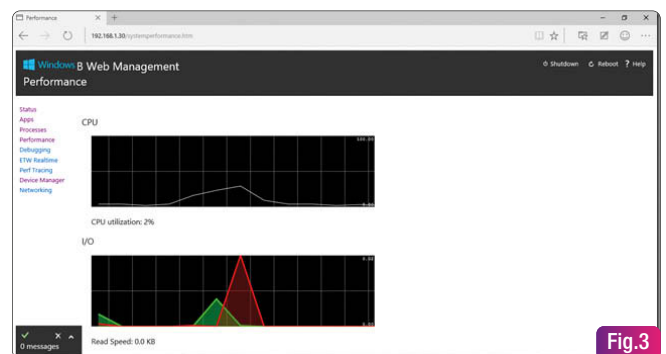 Performance
192.168.1.30/systemperformance.htm
Windows B Web Management
Performance
Shutdown Reboot ? Help
Status
Apps
Processes
Performance
Debugging
ETW Realtime
Perf Tracing
Device Manager
Networking
CPU
CPU utilization: 2%
I/O
Read Speed: 0.0 KB
0 messages
Fig.3